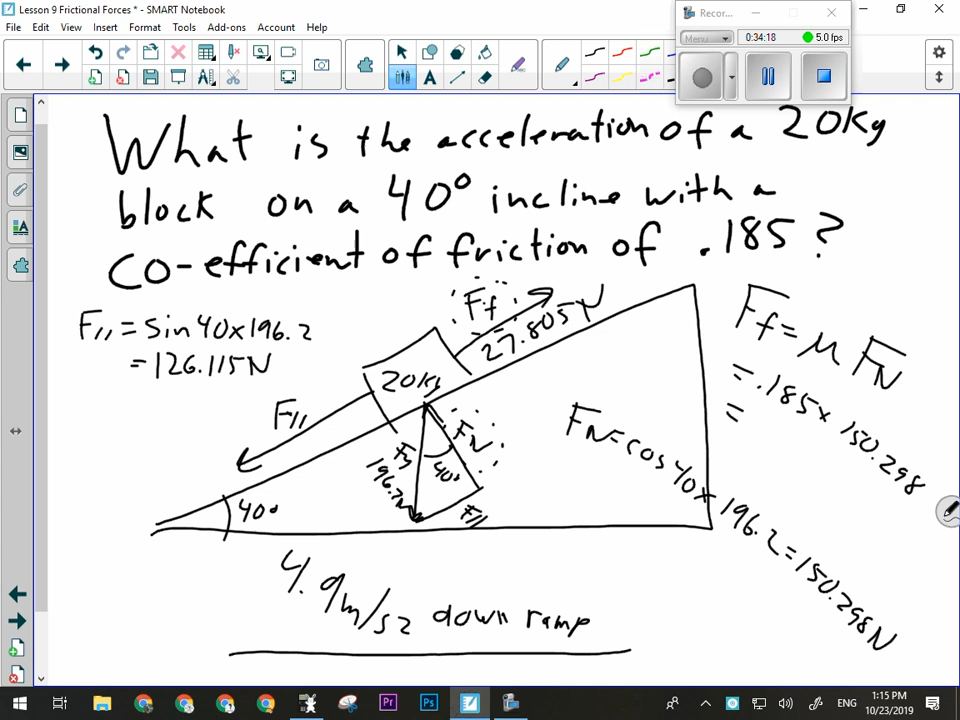 Lesson 9 Frictional Forces * - SMART Notebook
Recor...
File Edit View Insert Format Tools Add-ons Account Help
Menu
0:34:18
5.0 fps
What is the acceleration of a 20Kg
block on a 40° incline with a
co-efficient of friction of .185 ?
F// = sin 40 x 196.2
= 126.115N
Ff
27.805N
20Kg
F//
FN
Fg
196.2N
40°
F//
40°
Ff = μ FN
= .185 x 150.298
=
FN = cos 40 x 196.2 = 150.298N
4.9m/s2 down ramp
Pr
Ps
ENG
1:15 PM
10/23/2019